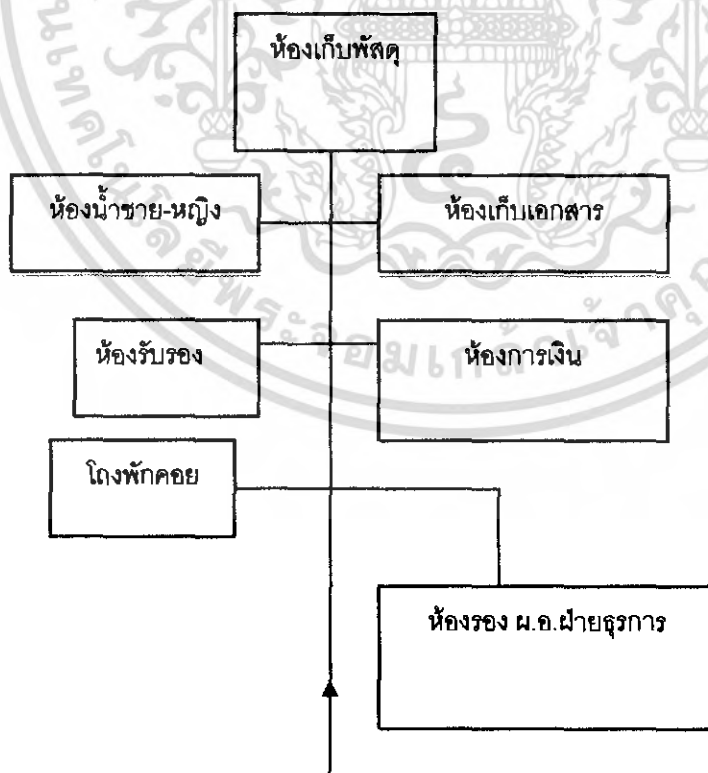 ห้องเก็บพัสดุ
ห้องน้ำชาย-หญิง
ห้องเก็บเอกสาร
ห้องรับรอง
ห้องการเงิน
โถงพักคอย
ห้องรอง ผ.อ.ฝ่ายธุรการ